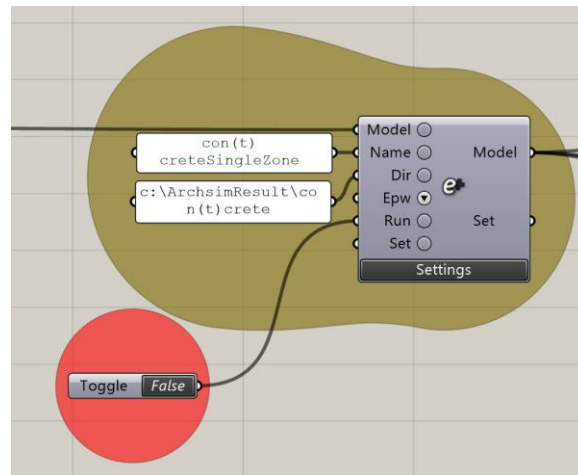 Model
con(t)
creteSingleZone
Name
Model
c:\ArchsimResult\co
n(t)crete
Dir
Epw
e+
Run
Set
Set
Settings
Toggle
False